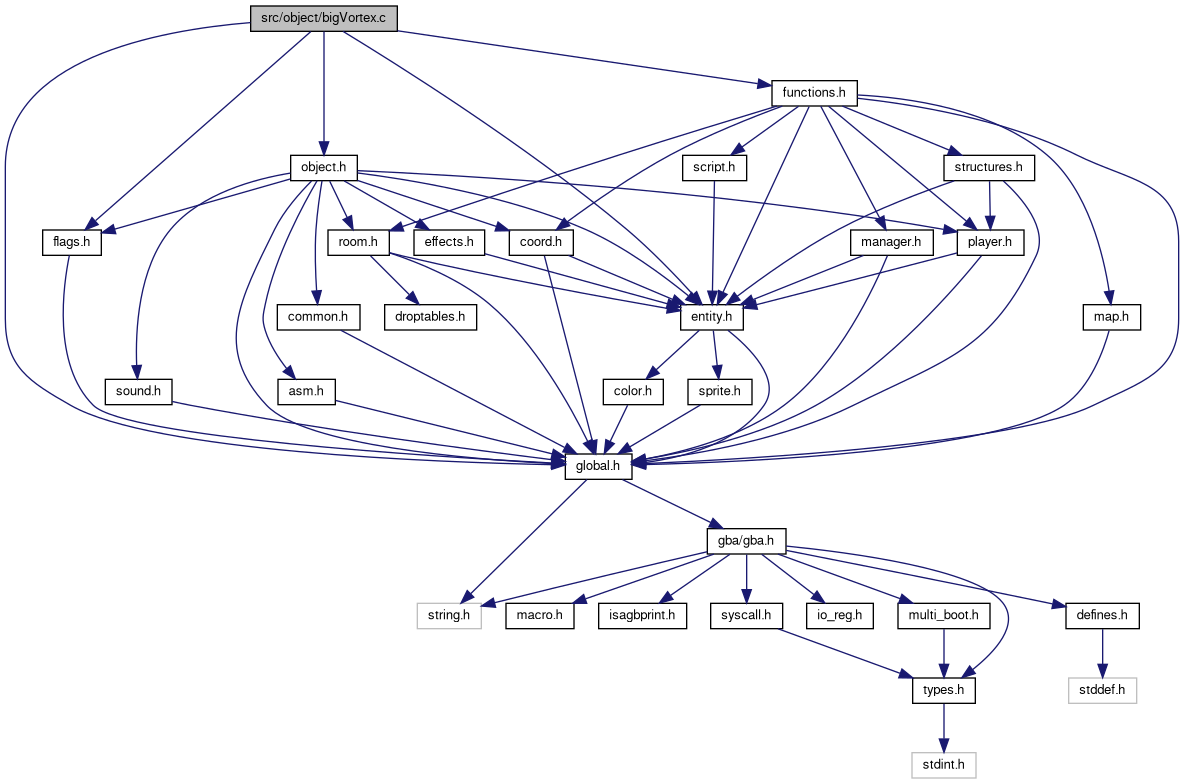 src/object/bigVortex.c
functions.h
object.h
script.h
structures.h
flags.h
room.h
effects.h
coord.h
manager.h
player.h
common.h
droptables.h
entity.h
map.h
sound.h
asm.h
color.h
sprite.h
global.h
gba/gba.h
string.h
macro.h
isagbprint.h
syscall.h
io_reg.h
multi_boot.h
defines.h
types.h
stddef.h
stdint.h